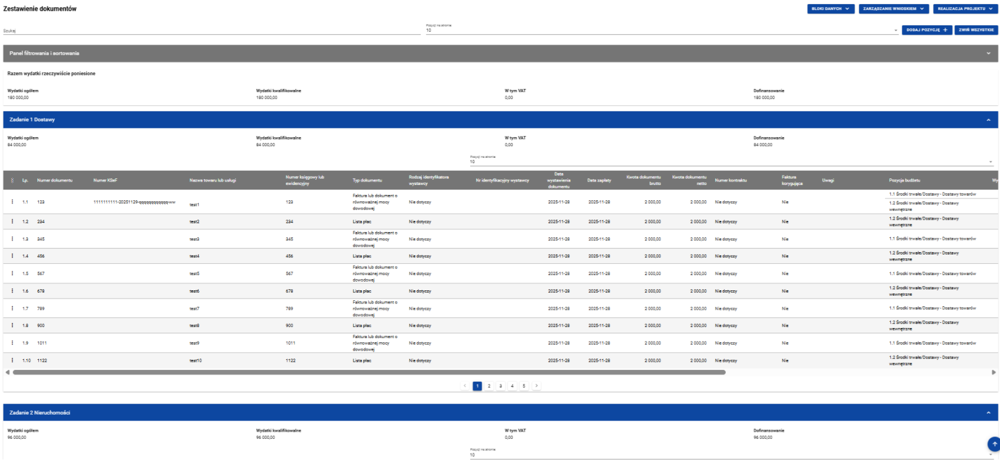 Zestawienie dokumentów
BLOKI DANYCH
ZARZĄDZANIE WNIOSKIEM
REALIZACJA PROJEKTU
Szukaj
Pozycji na stronie
10
DODAJ POZYCJĘ +
ZWIŃ WSZYSTKIE
Panel filtrowania i sortowania
Razem wydatki rzeczywiście poniesione
Wydatki ogółem Wydatki kwalifikowalne W tym VAT Dofinansowanie
180 000,00 180 000,00 0,00 180 000,00
Zadanie 1 Dostawy
Wydatki ogółem Wydatki kwalifikowalne W tym VAT Dofinansowanie
84 000,00 84 000,00 0,00 84 000,00
Pozycji na stronie
10
Lp. Numer dokumentu Numer KSeF Nazwa towaru lub usługi Numer księgowy lub ewidencyjny Typ dokumentu Rodzaj identyfikatora wystawcy Nr identyfikacyjny wystawcy Data wystawienia dokumentu Data zapłaty Kwota dokumentu brutto Kwota dokumentu netto Numer kontraktu Faktura korygująca Uwagi Pozycja budżetu Wy
1.1 123 1111111111-20251129-qqqqqqqqqqqq-ww test1 123 Faktura lub dokument o równoważnej mocy dowodowej Nie dotyczy 2025-11-28 2025-11-28 2 000,00 2 000,00 Nie dotyczy Nie 1.1 Środki trwałe/Dostawy - Dostawy towarów
1.2 Środki trwałe/Dostawy - Dostawy wewnętrzne
1.2 234 test2 234 Lista płac Nie dotyczy 2025-11-28 2025-11-28 2 000,00 2 000,00 Nie dotyczy Nie 1.2 Środki trwałe/Dostawy - Dostawy wewnętrzne
1.3 345 test3 345 Faktura lub dokument o równoważnej mocy dowodowej Nie dotyczy 2025-11-28 2025-11-28 2 000,00 2 000,00 Nie dotyczy Nie 1.1 Środki trwałe/Dostawy - Dostawy towarów
1.4 456 test4 456 Lista płac Nie dotyczy 2025-11-28 2025-11-28 2 000,00 2 000,00 Nie dotyczy Nie 1.2 Środki trwałe/Dostawy - Dostawy wewnętrzne
1.5 567 test5 567 Faktura lub dokument o równoważnej mocy dowodowej Nie dotyczy 2025-11-28 2025-11-28 2 000,00 2 000,00 Nie dotyczy Nie 1.1 Środki trwałe/Dostawy - Dostawy towarów
1.6 678 test6 678 Lista płac Nie dotyczy 2025-11-28 2025-11-28 2 000,00 2 000,00 Nie dotyczy Nie 1.2 Środki trwałe/Dostawy - Dostawy wewnętrzne
1.7 789 test7 789 Faktura lub dokument o równoważnej mocy dowodowej Nie dotyczy 2025-11-28 2025-11-28 2 000,00 2 000,00 Nie dotyczy Nie 1.1 Środki trwałe/Dostawy - Dostawy towarów
1.8 900 test8 900 Lista płac Nie dotyczy 2025-11-28 2025-11-28 2 000,00 2 000,00 Nie dotyczy Nie 1.2 Środki trwałe/Dostawy - Dostawy wewnętrzne
1.9 1011 test9 1011 Faktura lub dokument o równoważnej mocy dowodowej Nie dotyczy 2025-11-28 2025-11-28 2 000,00 2 000,00 Nie dotyczy Nie 1.1 Środki trwałe/Dostawy - Dostawy towarów
1.10 1122 test10 1122 Lista płac Nie dotyczy 2025-11-28 2025-11-28 2 000,00 2 000,00 Nie dotyczy Nie 1.2 Środki trwałe/Dostawy - Dostawy wewnętrzne
< 1 2 3 4 5 >
Zadanie 2 Nieruchomości
Wydatki ogółem Wydatki kwalifikowalne W tym VAT Dofinansowanie
96 000,00 96 000,00 0,00 96 000,00
Pozycji na stronie
10